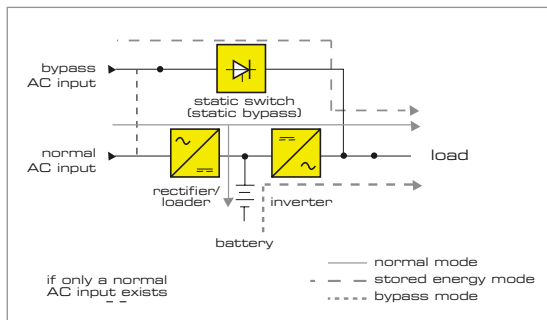 bypass
AC input
static switch
(static bypass)
normal
AC input
load
rectifier/
loader
inverter
battery
normal mode
stored energy mode
bypass mode
if only a normal
AC input exists